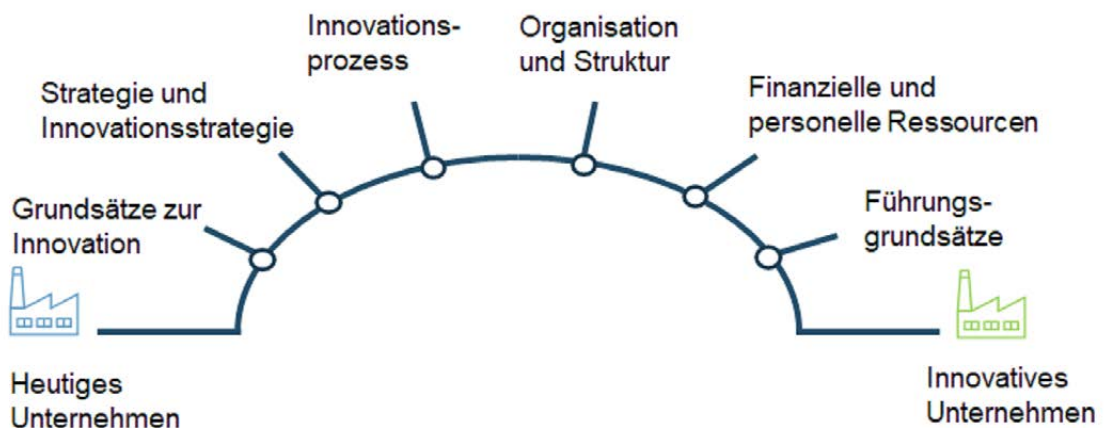 Grundsätze zur
Innovation
Strategie und
Innovationsstrategie
Innovations-
prozess
Organisation
und Struktur
Finanzielle und
personelle Ressourcen
Führungs-
grundsätze
Heutiges
Unternehmen
Innovatives
Unternehmen